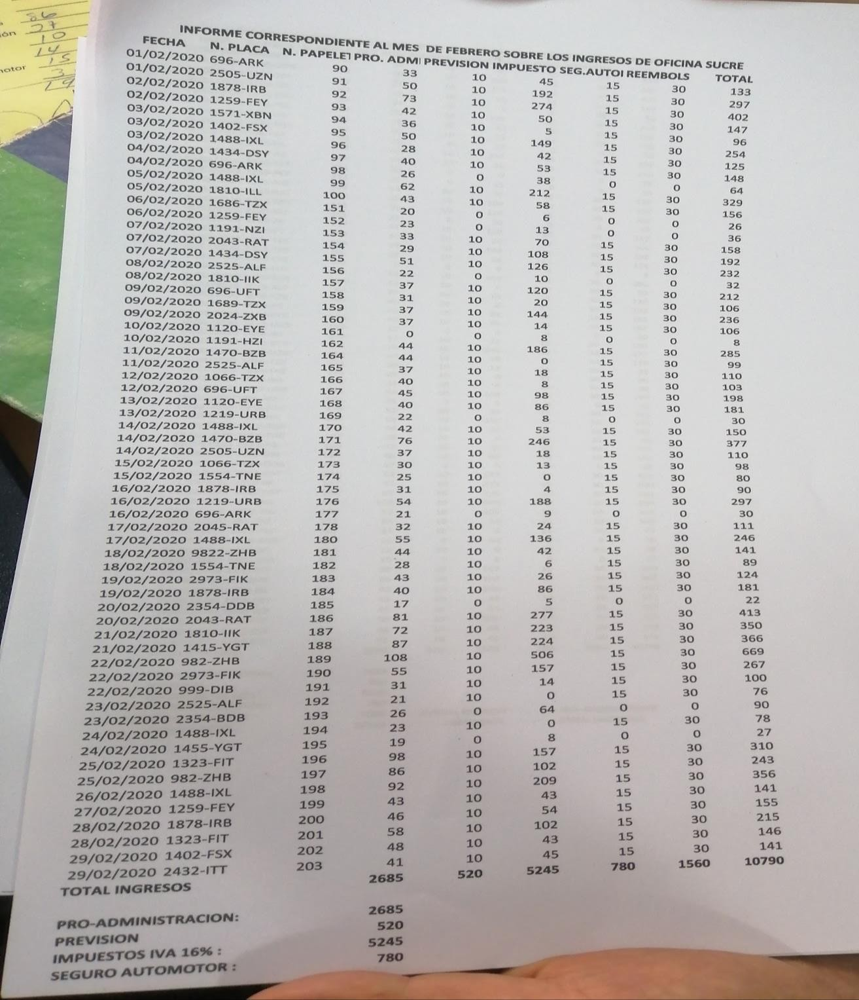 86
ión 27
10
14
motor 15
INFORME CORRESPONDIENTE AL MES DE FEBRERO SOBRE LOS INGRESOS DE OFICINA SUCRE
FECHA N. PLACA N. PAPELET PRO. ADMI PREVISION IMPUESTO SEG.AUTOI REEMBOLS TOTAL
01/02/2020 696-ARK 90 33 10 45 15 30 133
01/02/2020 2505-UZN 91 50 10 192 15 30 297
02/02/2020 1878-IRB 92 73 10 274 15 30 402
02/02/2020 1259-FEY 93 42 10 50 15 30 147
03/02/2020 1571-XBN 94 36 10 5 15 30 96
03/02/2020 1402-FSX 95 50 10 149 15 30 254
03/02/2020 1488-IXL 96 28 10 42 15 30 125
04/02/2020 1434-DSY 97 40 10 53 15 30 148
04/02/2020 696-ARK 98 26 0 38 0 0 64
05/02/2020 1488-IXL 99 62 10 212 15 30 329
05/02/2020 1810-ILL 100 43 10 58 15 30 156
06/02/2020 1686-TZX 151 20 0 6 0 0 26
06/02/2020 1259-FEY 152 23 0 13 0 0 36
07/02/2020 1191-NZI 153 33 10 70 15 30 158
07/02/2020 2043-RAT 154 29 10 108 15 30 192
07/02/2020 1434-DSY 155 51 10 126 15 30 232
08/02/2020 2525-ALF 156 22 0 10 0 0 32
08/02/2020 1810-IIK 157 37 10 120 15 30 212
09/02/2020 696-UFT 158 31 10 20 15 30 106
09/02/2020 1689-TZX 159 37 10 144 15 30 236
09/02/2020 2024-ZXB 160 37 10 14 15 30 106
10/02/2020 1120-EYE 161 0 0 8 0 0 8
10/02/2020 1191-HZI 162 44 10 186 15 30 285
11/02/2020 1470-BZB 164 44 10 0 15 30 99
11/02/2020 2525-ALF 165 37 10 18 15 30 110
12/02/2020 1066-TZX 166 40 10 8 15 30 103
12/02/2020 696-UFT 167 45 10 98 15 30 198
13/02/2020 1120-EYE 168 40 10 86 15 30 181
13/02/2020 1219-URB 169 22 0 8 0 0 30
14/02/2020 1488-IXL 170 42 10 53 15 30 150
14/02/2020 1470-BZB 171 76 10 246 15 30 377
14/02/2020 2505-UZN 172 37 10 18 15 30 110
15/02/2020 1066-TZX 173 30 10 13 15 30 98
15/02/2020 1554-TNE 174 25 10 0 15 30 80
16/02/2020 1878-IRB 175 31 10 4 15 30 90
16/02/2020 1219-URB 176 54 10 188 15 30 297
16/02/2020 696-ARK 177 21 0 9 0 0 30
17/02/2020 2045-RAT 178 32 10 24 15 30 111
17/02/2020 1488-IXL 180 55 10 136 15 30 246
18/02/2020 9822-ZHB 181 44 10 42 15 30 141
18/02/2020 1554-TNE 182 28 10 6 15 30 89
19/02/2020 2973-FIK 183 43 10 26 15 30 124
19/02/2020 1878-IRB 184 40 10 86 15 30 181
20/02/2020 2354-DDB 185 17 0 5 0 0 22
20/02/2020 2043-RAT 186 81 10 277 15 30 413
21/02/2020 1810-IIK 187 72 10 223 15 30 350
21/02/2020 1415-YGT 188 87 10 224 15 30 366
22/02/2020 982-ZHB 189 108 10 506 15 30 669
22/02/2020 2973-FIK 190 55 10 157 15 30 267
22/02/2020 999-DIB 191 31 10 14 15 30 100
23/02/2020 2525-ALF 192 21 10 0 15 30 76
23/02/2020 2354-BDB 193 26 0 64 0 0 90
24/02/2020 1488-IXL 194 23 10 0 15 30 78
24/02/2020 1455-YGT 195 19 0 8 0 0 27
25/02/2020 1323-FIT 196 98 10 157 15 30 310
25/02/2020 982-ZHB 197 86 10 102 15 30 243
26/02/2020 1488-IXL 198 92 10 209 15 30 356
27/02/2020 1259-FEY 199 43 10 43 15 30 141
28/02/2020 1878-IRB 200 46 10 54 15 30 155
28/02/2020 1323-FIT 201 58 10 102 15 30 215
29/02/2020 1402-FSX 202 48 10 43 15 30 146
29/02/2020 2432-ITT 203 41 10 45 15 30 141
TOTAL INGRESOS 2685 520 5245 780 1560 10790
PRO-ADMINISTRACION: 2685
PREVISION 520
IMPUESTOS IVA 16% : 5245
SEGURO AUTOMOTOR : 780